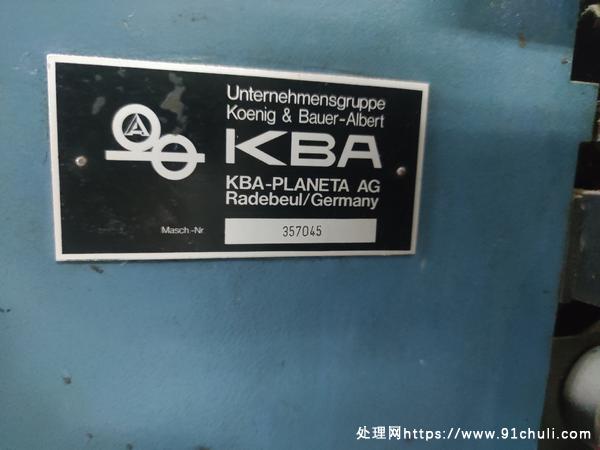 Unternehmensgruppe
Koenig & Bauer-Albert
KBA
KBA-PLANETA AG
Radebeul/Germany
Masch.-Nr 357045
处理网https://www.91chuli.com